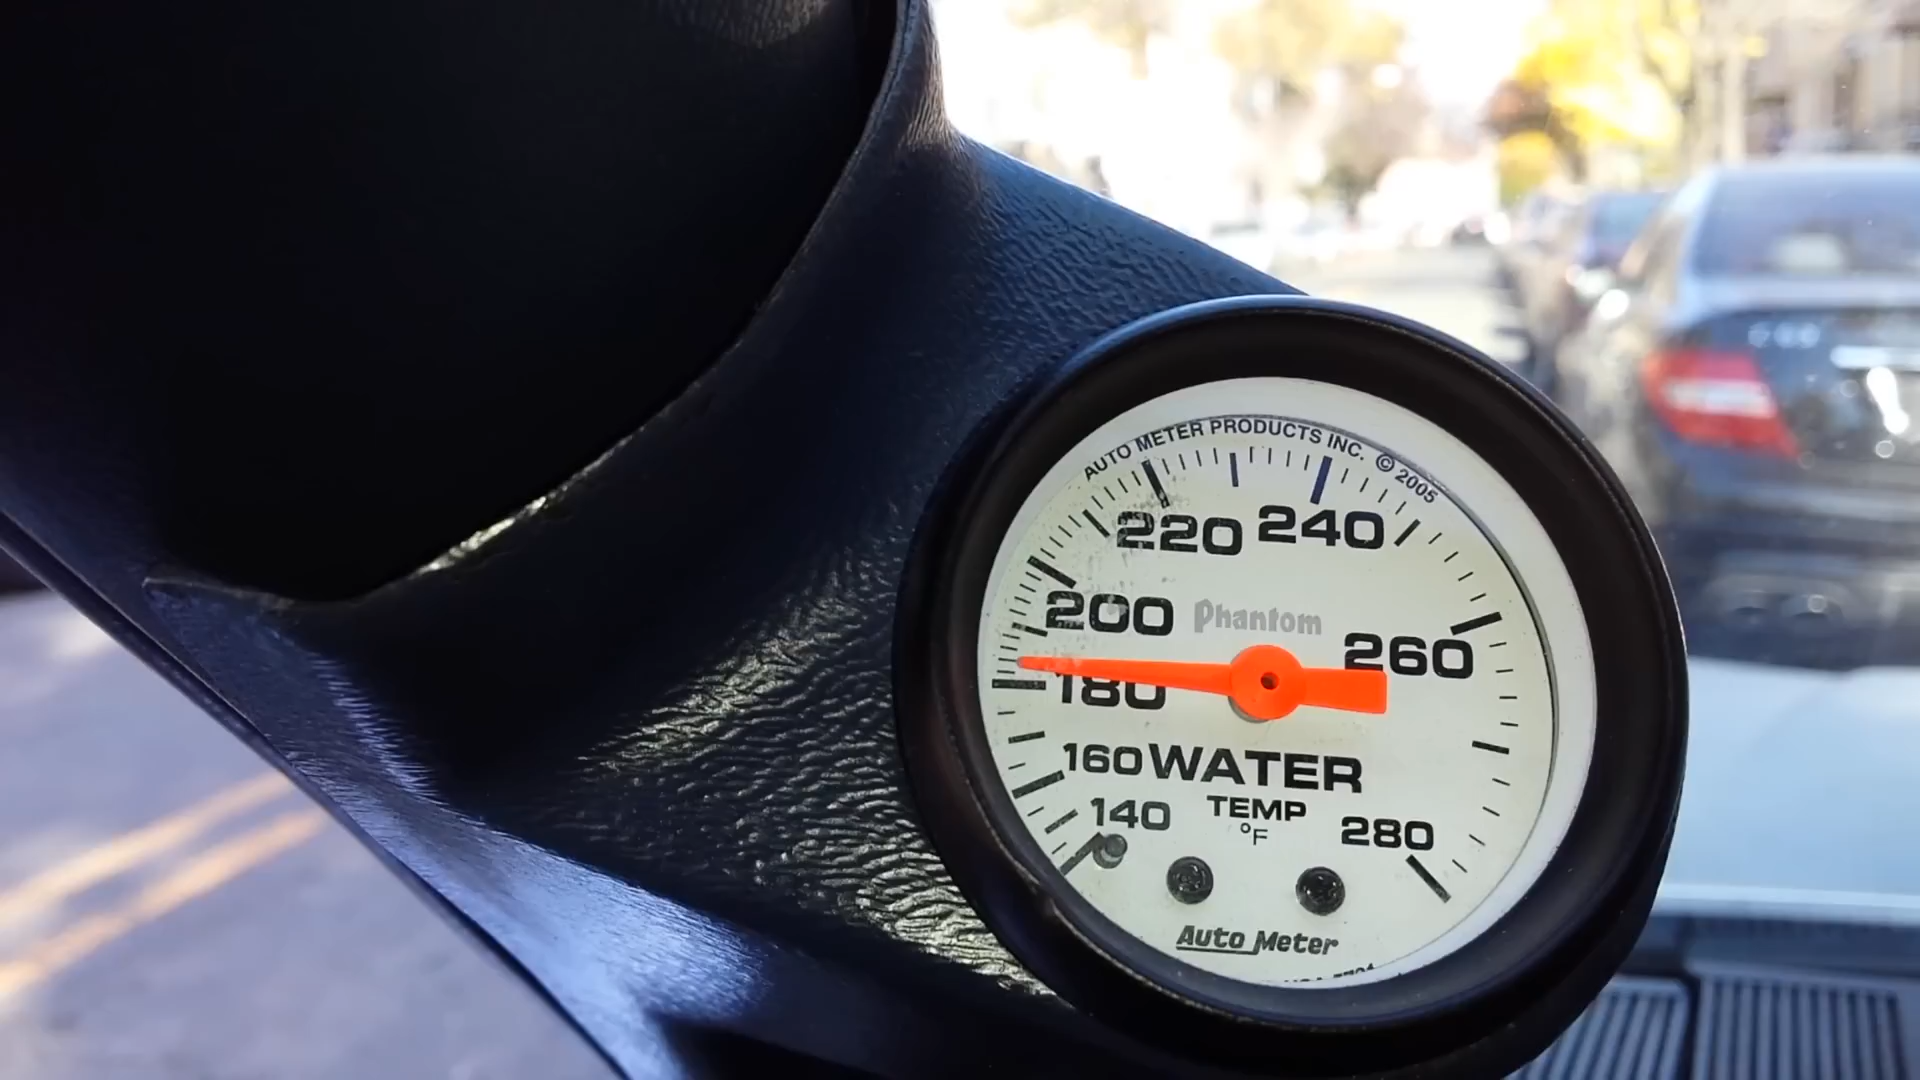 AUTO METER PRODUCTS INC. © 2005
220 240
200 Phantom
260
180
160 WATER
140 TEMP 280
°F
Auto Meter